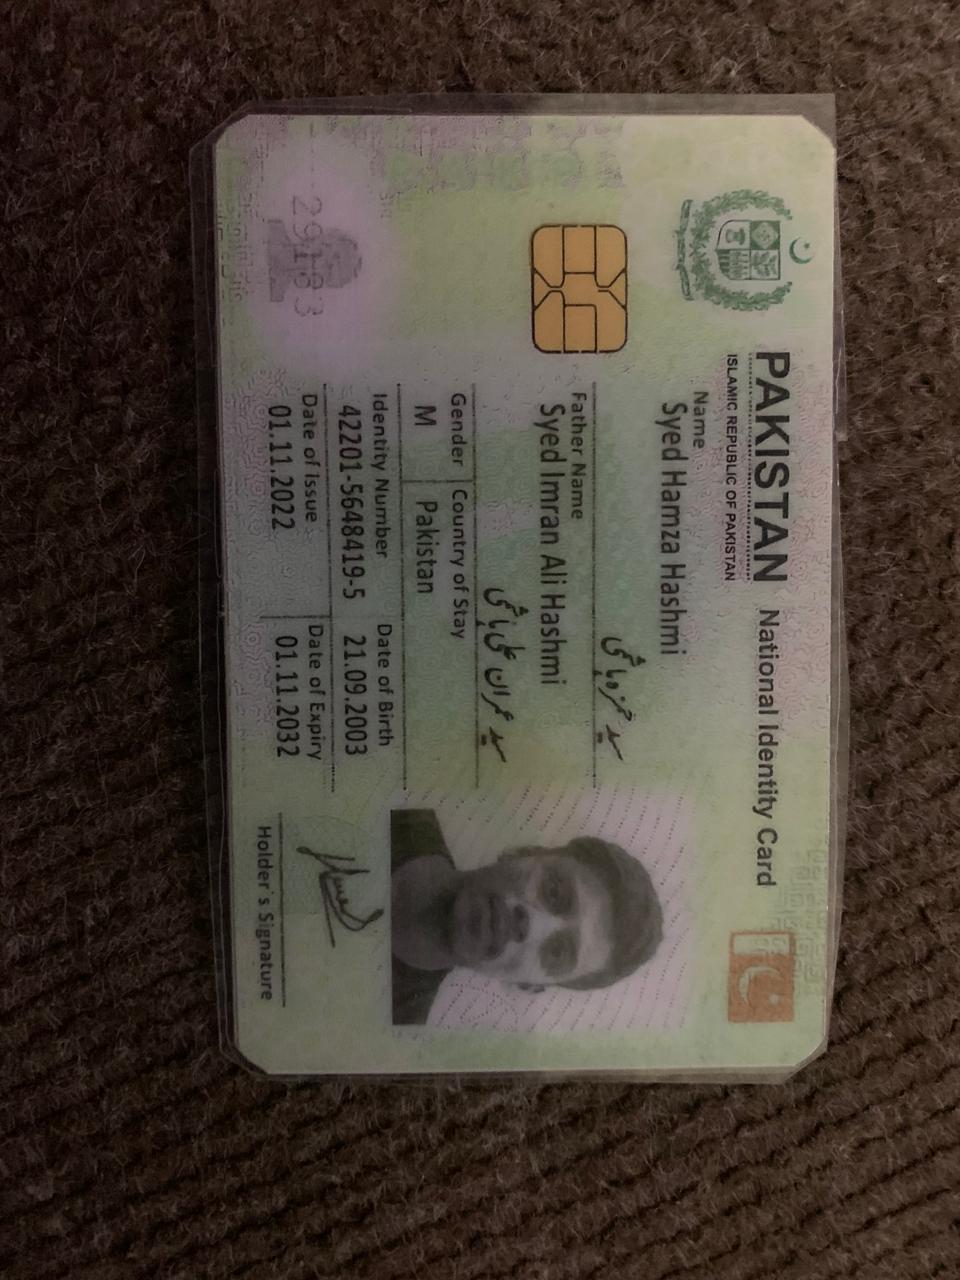 PAKISTAN National Identity Card
ISLAMIC REPUBLIC OF PAKISTAN
Name
Syed Hamza Hashmi
سید حمزہ ہاشمی
Father Name
Syed Imran Ali Hashmi
سید عمران علی ہاشمی
Gender Country of Stay
M Pakistan
Identity Number Date of Birth
42201-5648419-5 21.09.2003
Date of Issue Date of Expiry
01.11.2022 01.11.2032
Holder's Signature